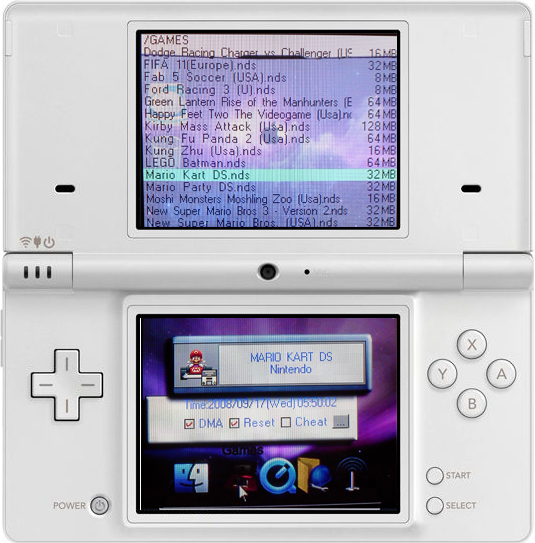 /GAMES
Dodge Racing Charger vs Challenger (US 16MB
FIFA 11(Europe).nds 32MB
Fab 5 Soccer (USA).nds 8MB
Ford Racing 3 (U).nds 8MB
Green Lantern Rise of the Manhunters (E 64MB
Happy Feet Two The Videogame (Usa).nd 64MB
Kirby Mass Attack (Usa).nds 128MB
Kung Fu Panda 2 (Usa).nds 64MB
Kung Zhu (Usa).nds 16MB
LEGO Batman.nds 64MB
Mario Kart DS.nds 32MB
Mario Party DS.nds 32MB
Moshi Monsters Moshling Zoo (Usa).nds 16MB
New Super Mario Bros 3 - Version 2.nds 32MB
New Super Mario Bros. (USA).nds 32MB
MARIO KART DS
Nintendo
Time:2008/09/17(Wed)05:50:02
DMA Reset Cheat ...
Games
X
Y A
B
START
POWER SELECT